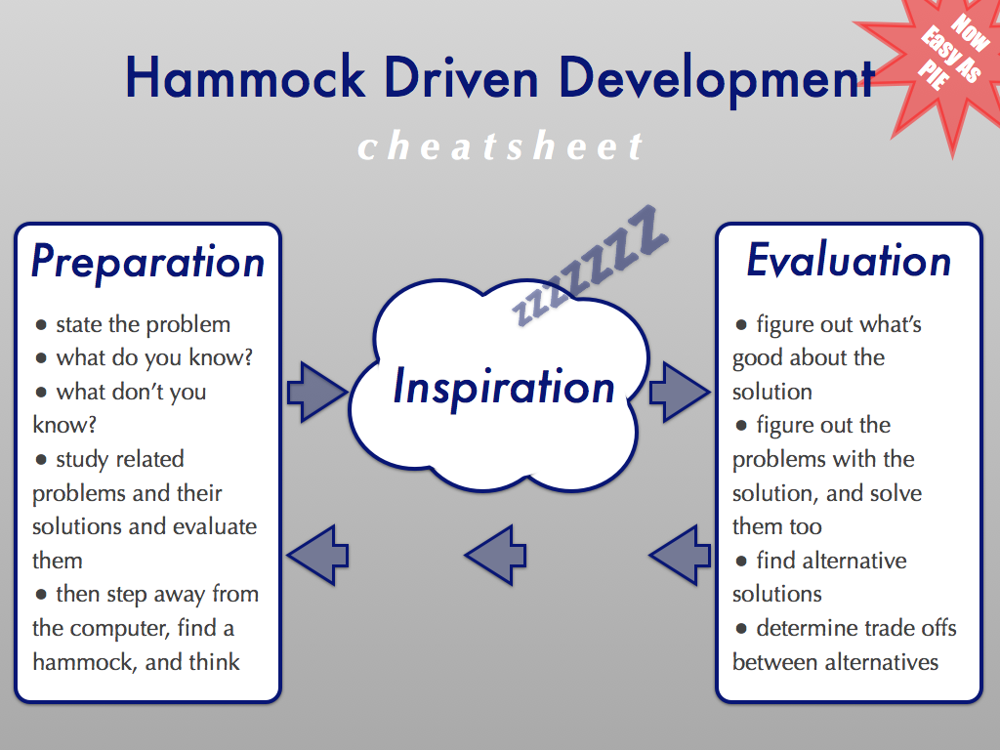 Now
Easy As
PIE
Hammock Driven Development
cheatsheet
Preparation
• state the problem
• what do you know?
• what don’t you
know?
• study related
problems and their
solutions and evaluate
them
• then step away from
the computer, find a
hammock, and think
zzzzzzZZ
Inspiration
Evaluation
• figure out what’s
good about the
solution
• figure out the
problems with the
solution, and solve
them too
• find alternative
solutions
• determine trade offs
between alternatives